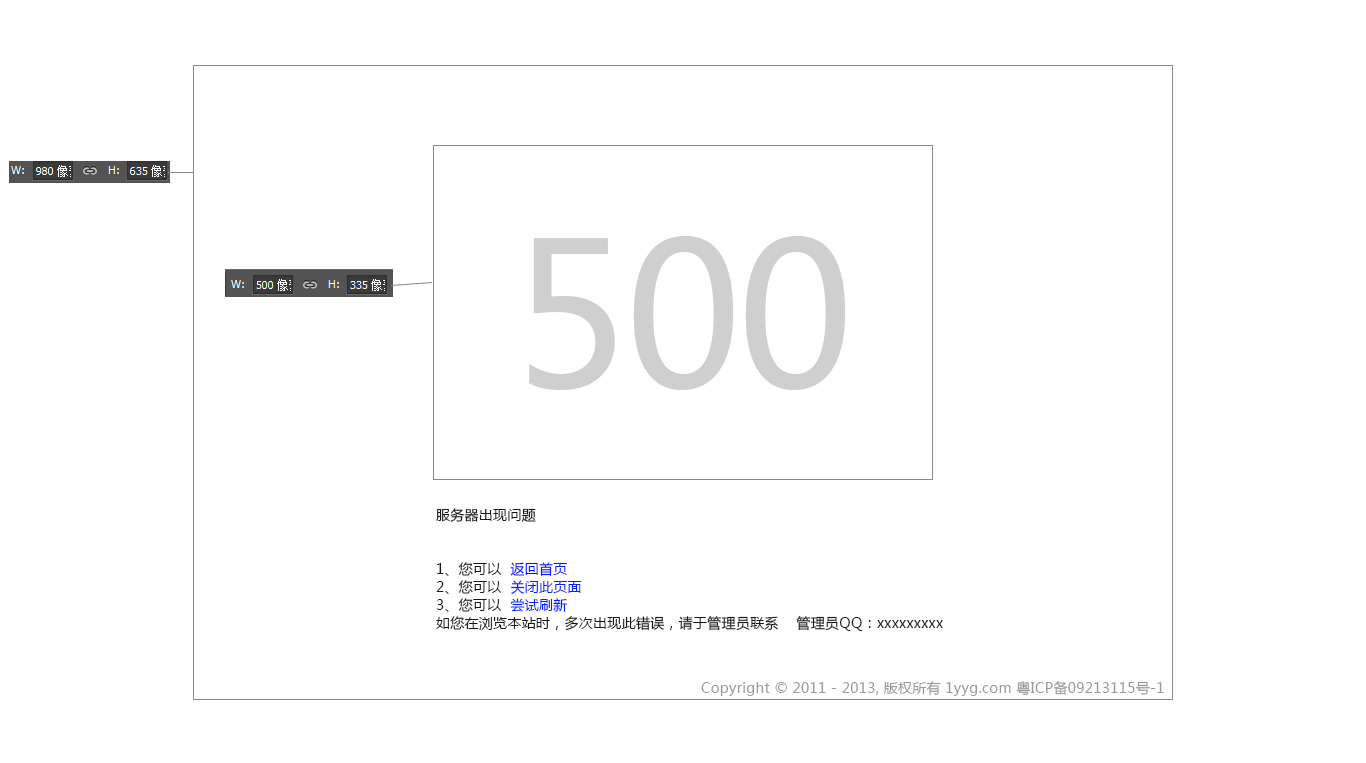 W: 980 像 H: 635 像
W: 500 像 H: 335 像
500
服务器出现问题
1、您可以 返回首页
2、您可以 关闭此页面
3、您可以 尝试刷新
如您在浏览本站时，多次出现此错误，请于管理员联系 管理员QQ：xxxxxxxxx
Copyright © 2011 - 2013, 版权所有 1yyg.com 粤ICP备09213115号-1